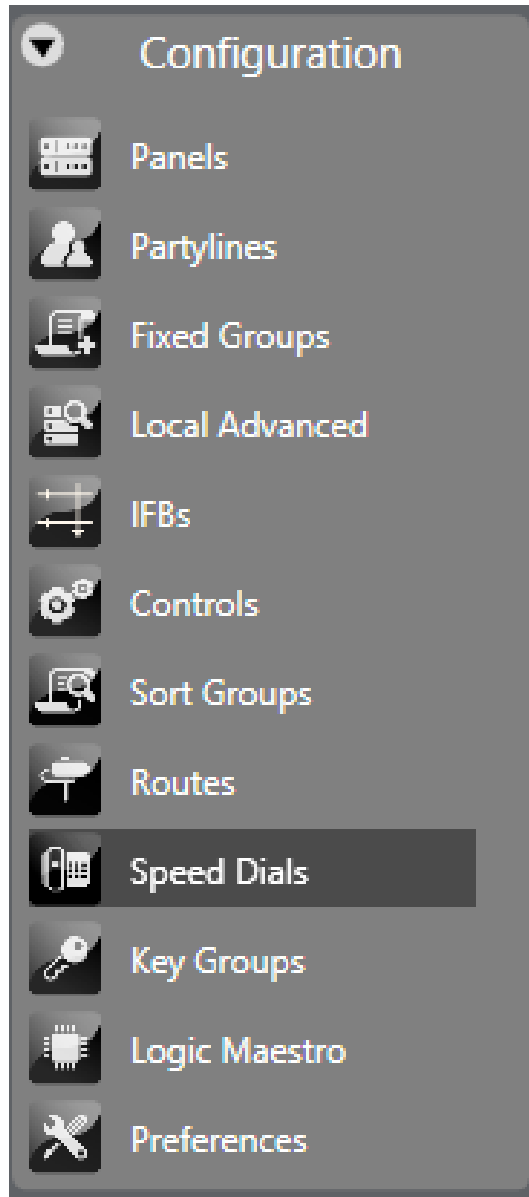 Configuration
Panels
Partylines
Fixed Groups
Local Advanced
IFBs
Controls
Sort Groups
Routes
Speed Dials
Key Groups
Logic Maestro
Preferences